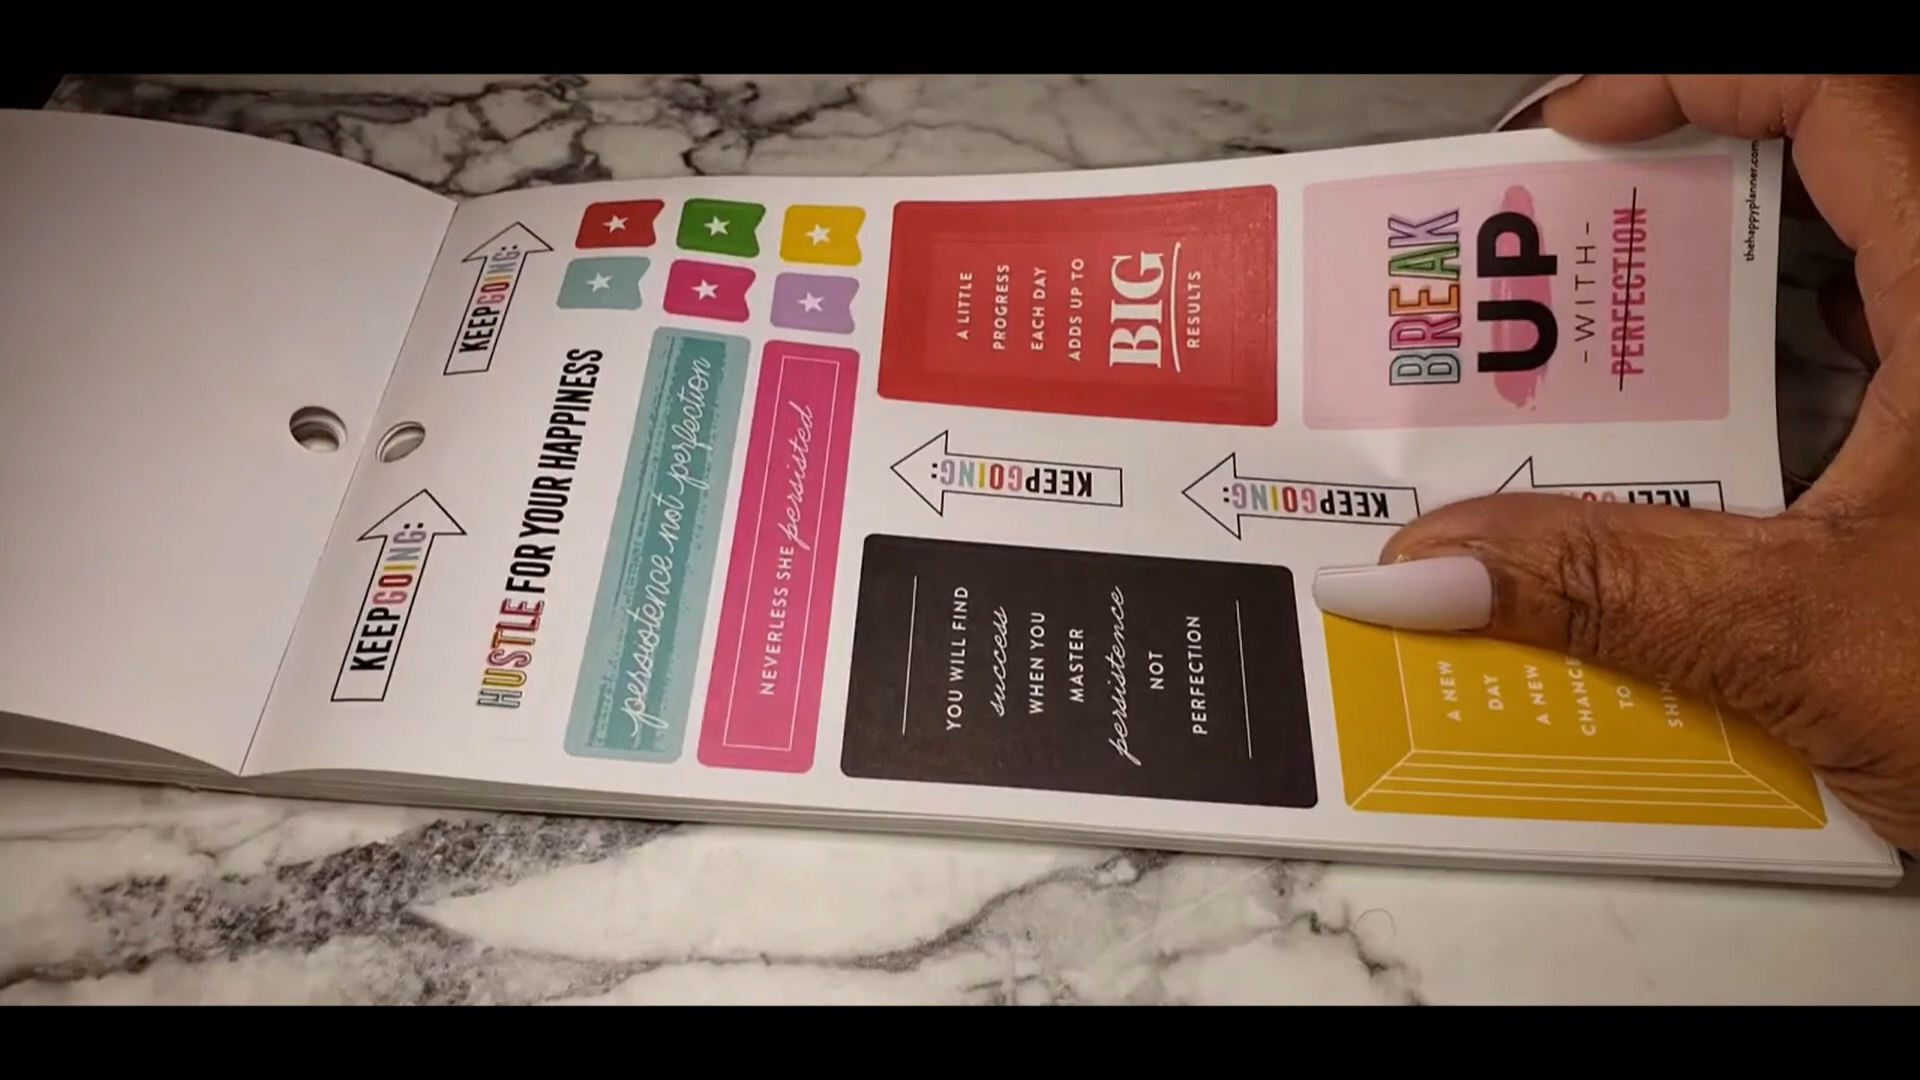 KEEPGOING:
KEEPGOING:
HUSTLE FOR YOUR HAPPINESS
persistence not perfection
NEVERLESS SHE persisted
A LITTLE
PROGRESS
EACH DAY
ADDS UP TO
BIG
RESULTS
BREAK
UP
-WITH-
PERFECTION
thehappyplanner.com
KEEPGOING:
KEEPGOING:
YOU WILL FIND
success
WHEN YOU
MASTER
persistence
NOT
PERFECTION
A NEW
DAY
A NEW
CHANCE
TO